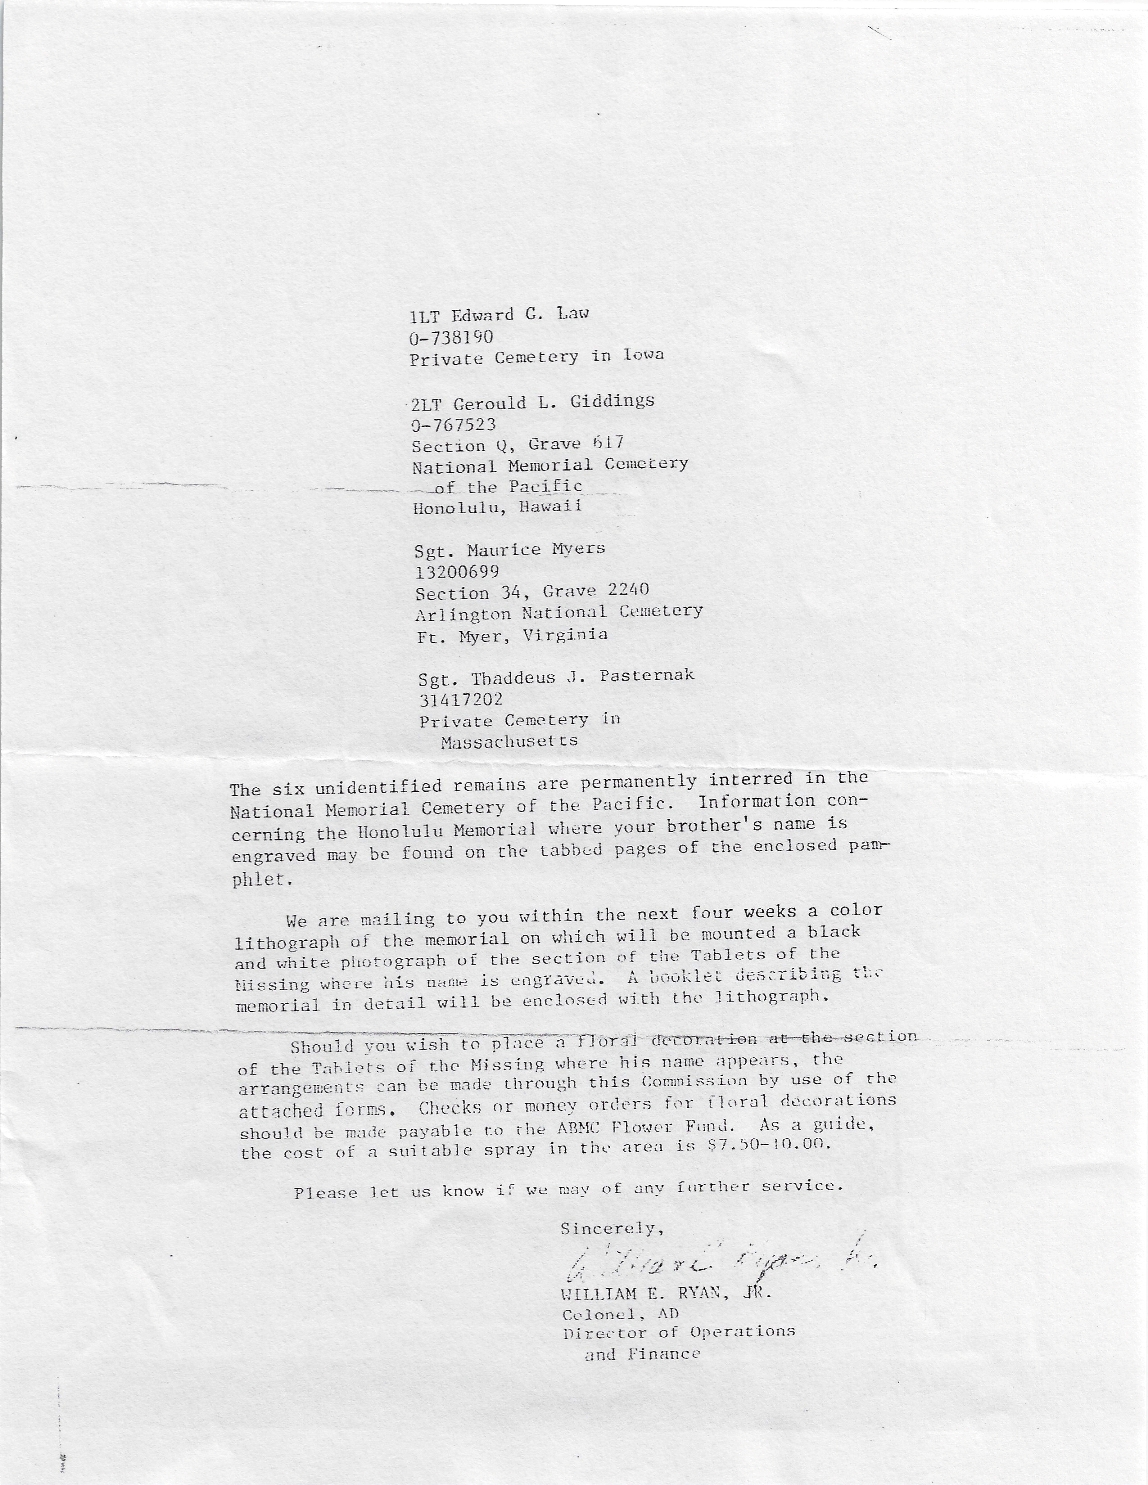 1LT Edward G. Law
0-738190
Private Cemetery in Iowa
2LT Gerould L. Giddings
0-767523
Section Q, Grave 617
National Memorial Cemetery
of the Pacific
Honolulu, Hawaii
Sgt. Maurice Myers
13200699
Section 34, Grave 2240
Arlington National Cemetery
Ft. Myer, Virginia
Sgt. Thaddeus J. Pasternak
31417202
Private Cemetery in
Massachusetts
The six unidentified remains are permanently interred in the
National Memorial Cemetery of the Pacific. Information con-
cerning the Honolulu Memorial where your brother's name is
engraved may be found on the tabbed pages of the enclosed pam-
phlet.
We are mailing to you within the next four weeks a color
lithograph of the memorial on which will be mounted a black
and white photograph of the section of the Tablets of the
Missing where his name is engraved. A booklet describing the
memorial in detail will be enclosed with the lithograph.
Should you wish to place a floral decoration at the section
of the Tablets of the Missing where his name appears, the
arrangements can be made through this Commission by use of the
attached forms. Checks or money orders for floral decorations
should be made payable to the ABMC Flower Fund. As a guide,
the cost of a suitable spray in the area is $7.50-10.00.
Please let us know if we may of any further service.
Sincerely,
WILLIAM E. RYAN, JR.
Colonel, AD
Director of Operations
and Finance